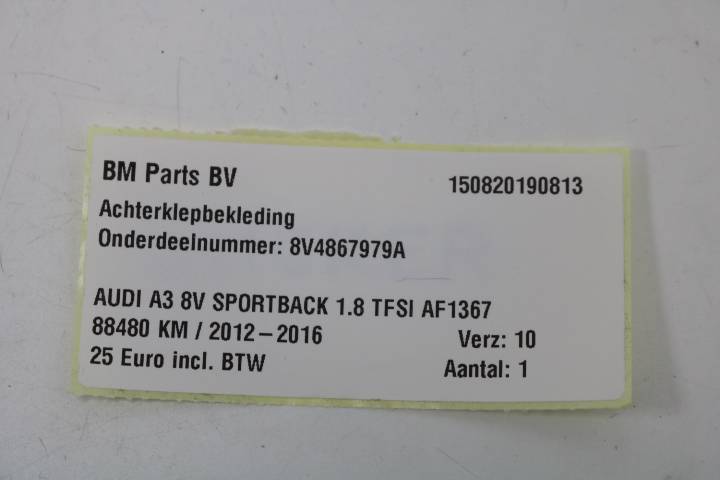 BM Parts BV 150820190813
Achterklepbekleding
Onderdeelnummer: 8V4867979A
AUDI A3 8V SPORTBACK 1.8 TFSI AF1367
88480 KM / 2012 – 2016 Verz: 10
25 Euro incl. BTW Aantal: 1